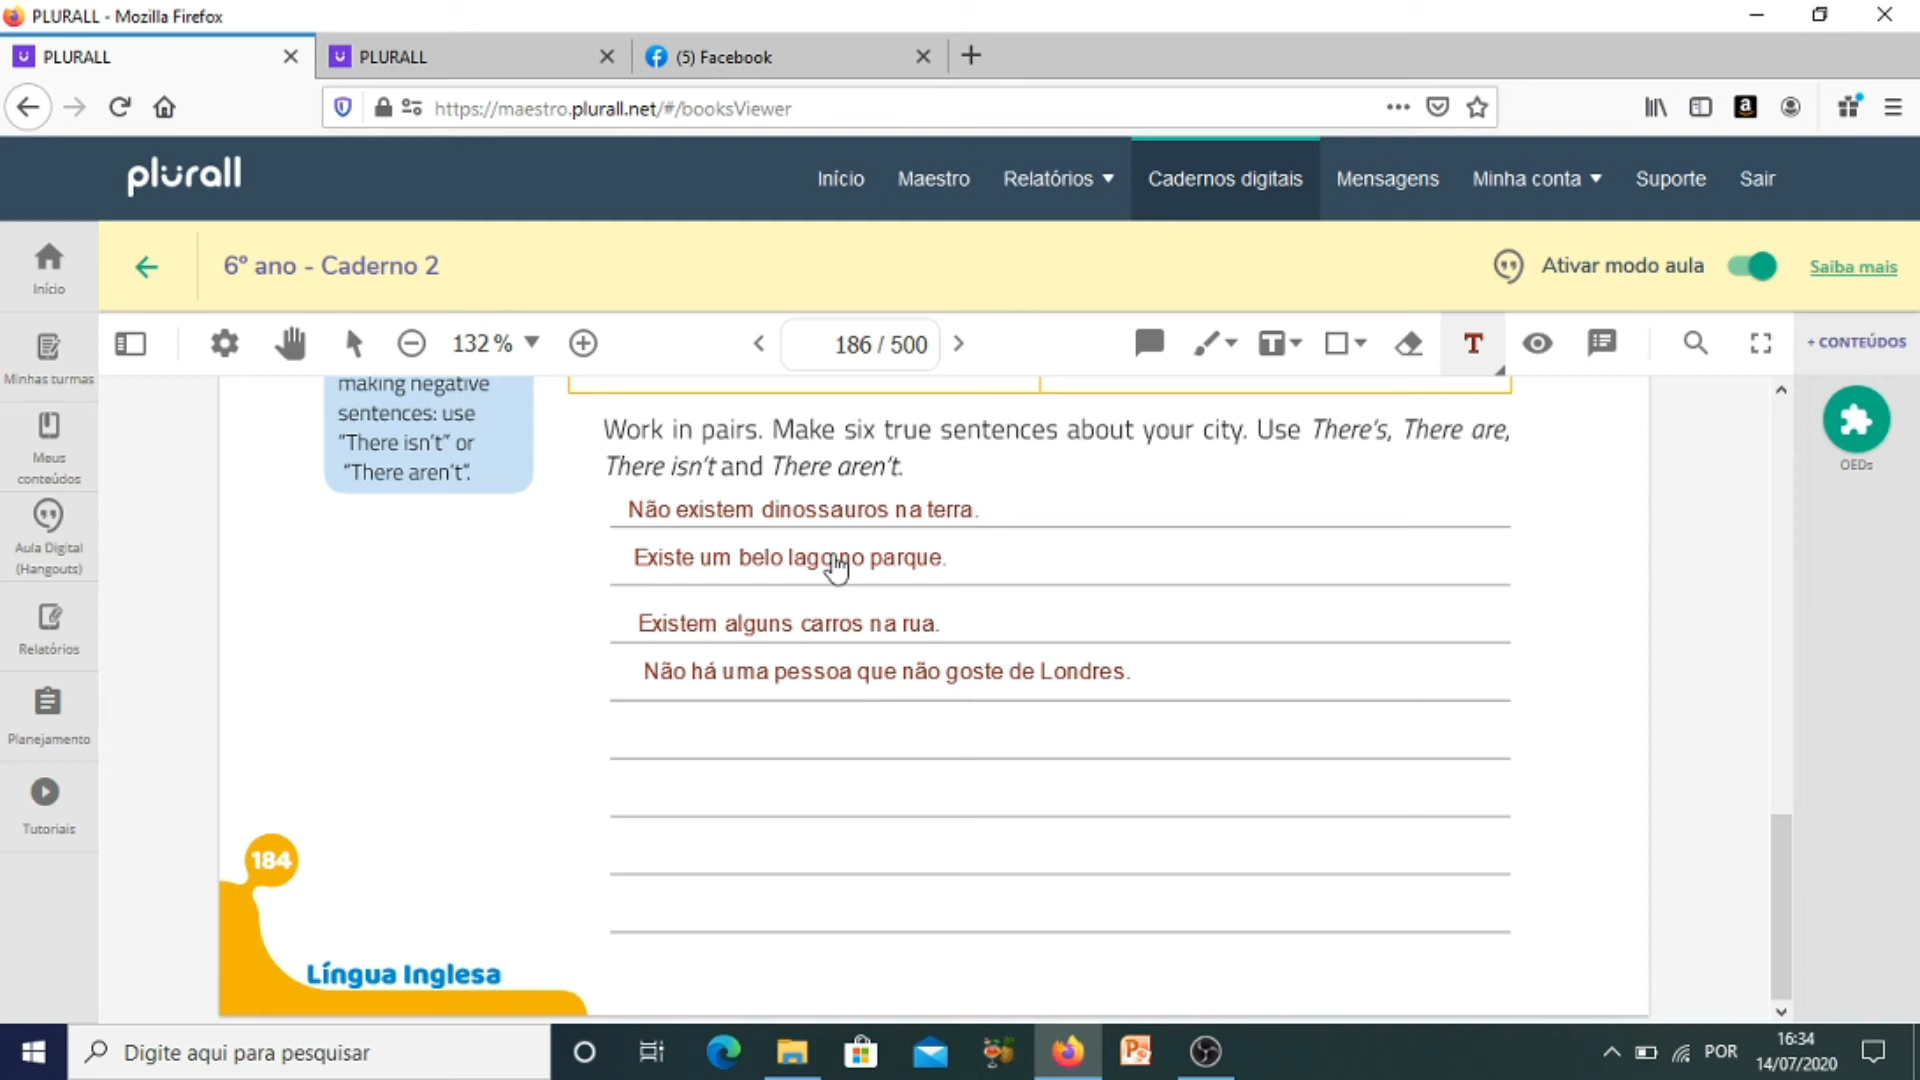 PLURALL - Mozilla Firefox
PLURALL
PLURALL
(5) Facebook
https://maestro.plurall.net/#/booksViewer
plurall
Início
Maestro
Relatórios
Cadernos digitais
Mensagens
Minha conta
Suporte
Sair
6º ano - Caderno 2
Ativar modo aula
Saiba mais
132 %
186 / 500
T
+ CONTEÚDOS
OEDs
Início
Minhas turmas
Meus
conteúdos
Aula Digital
(Hangouts)
Relatórios
Planejamento
Tutoriais
making negative
sentences: use
"There isn't" or
"There aren't".
Work in pairs. Make six true sentences about your city. Use There's, There are,
There isn't and There aren't.
Não existem dinossauros na terra.
Existe um belo lago no parque.
Existem alguns carros na rua.
Não há uma pessoa que não goste de Londres.
184
Língua Inglesa
Digite aqui para pesquisar
POR
16:34
14/07/2020